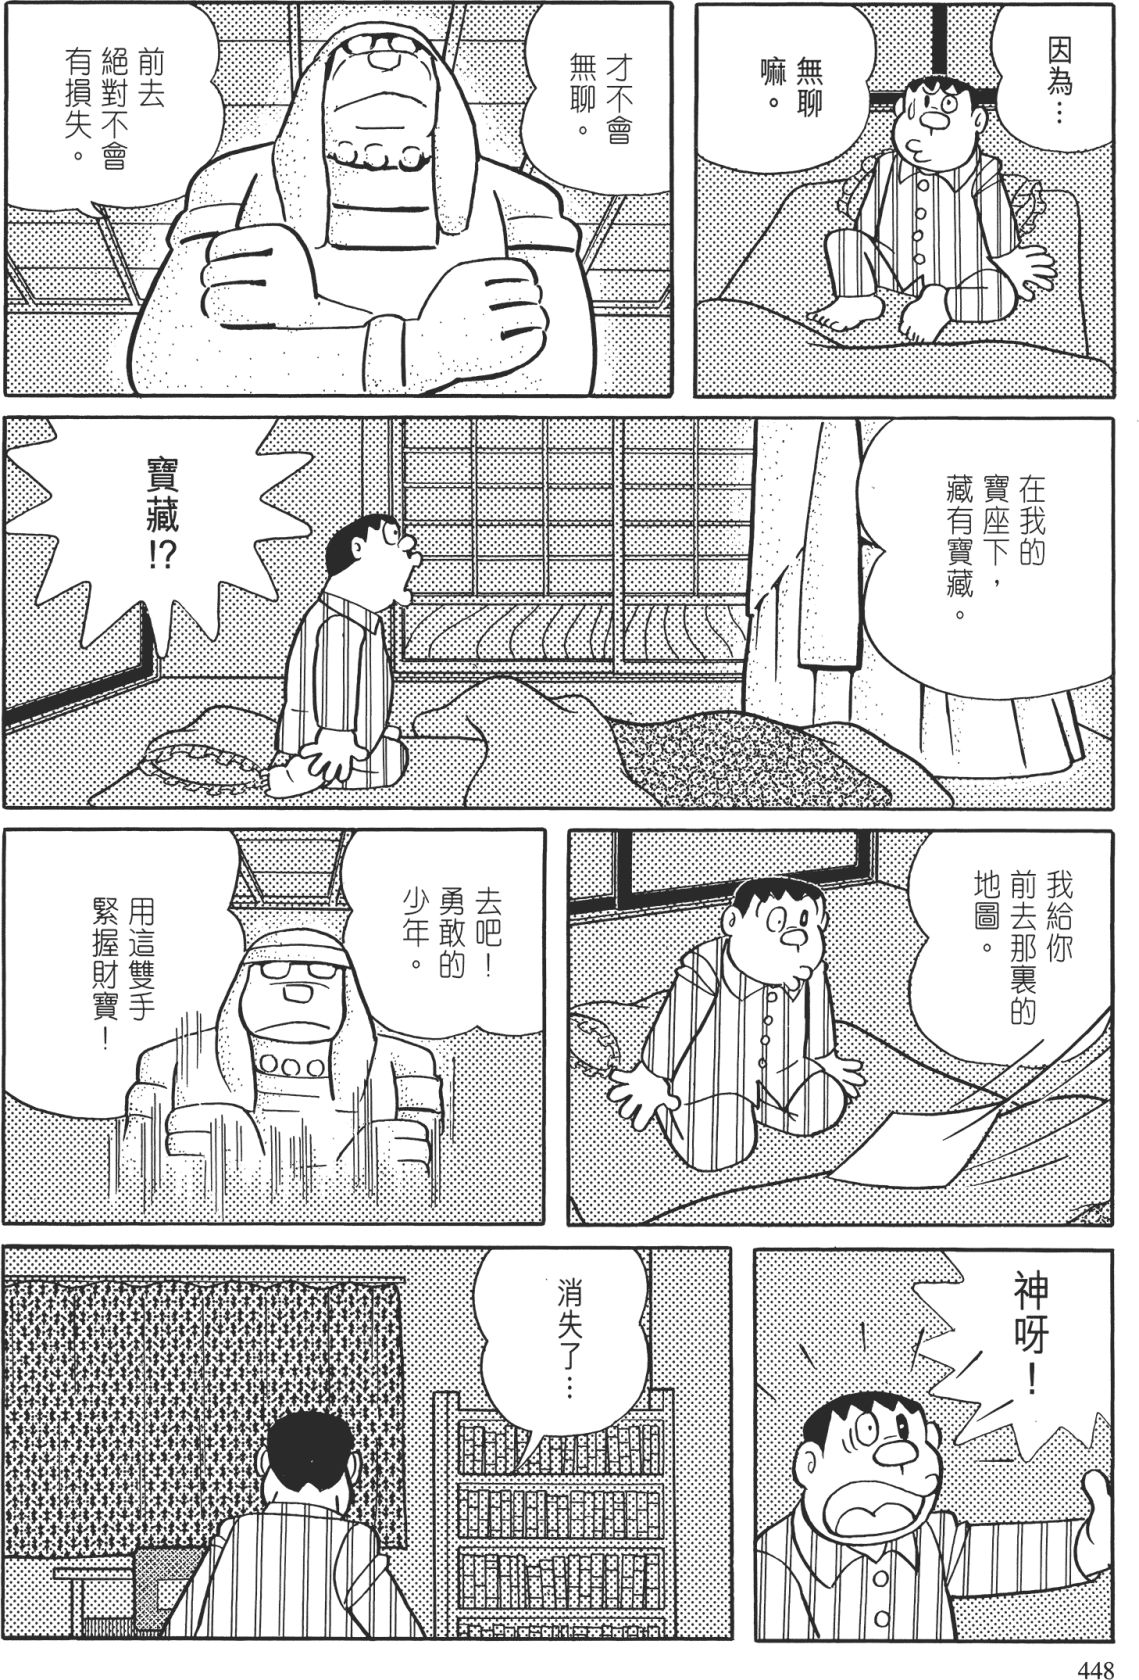 因為…
無聊
嘛。
才不會
無聊。
前去
絕對不會
有損失。
在我的
寶座下，
藏有寶藏。
寶藏!?
我給你
前去那裏的
地圖。
去吧！
勇敢的
少年。
用這雙手
緊握財寶！
神呀！
消失了…
448